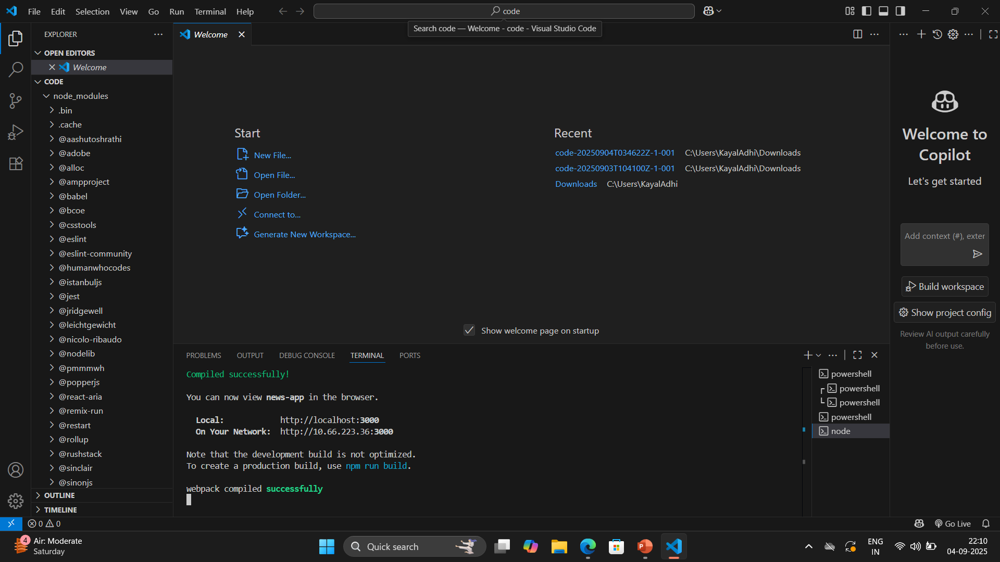 File Edit Selection View Go Run Terminal Help
code
Search code — Welcome - code - Visual Studio Code
EXPLORER
OPEN EDITORS
Welcome
CODE
node_modules
.bin
.cache
@aashutoshrathi
@adobe
@alloc
@ampproject
@babel
@bcoe
@csstools
@eslint
@eslint-community
@humanwhocodes
@istanbuljs
@jest
@jridgewell
@leichtgewicht
@nicolo-ribaudo
@nodelib
@pmmmwh
@popperjs
@react-aria
@remix-run
@restart
@rollup
@rushstack
@sinclair
@sinonjs
OUTLINE
TIMELINE
Welcome
Start
New File...
Open File...
Open Folder...
Connect to...
Generate New Workspace...
Recent
code-20250904T034622Z-1-001 C:\Users\KayalAdhi\Downloads
code-20250903T104100Z-1-001 C:\Users\KayalAdhi\Downloads
Downloads C:\Users\KayalAdhi
Show welcome page on startup
PROBLEMS OUTPUT DEBUG CONSOLE TERMINAL PORTS
Compiled successfully!
You can now view news-app in the browser.
Local: http://localhost:3000
On Your Network: http://10.66.223.36:3000
Note that the development build is not optimized.
To create a production build, use npm run build.
webpack compiled successfully
powershell
powershell
powershell
powershell
node
Welcome to
Copilot
Let's get started
Add context (#), exter
Build workspace
Show project config
Review AI output carefully
before use.
0 0
Go Live
4
Air: Moderate
Saturday
Quick search
P
ENG
IN
22:10
04-09-2025